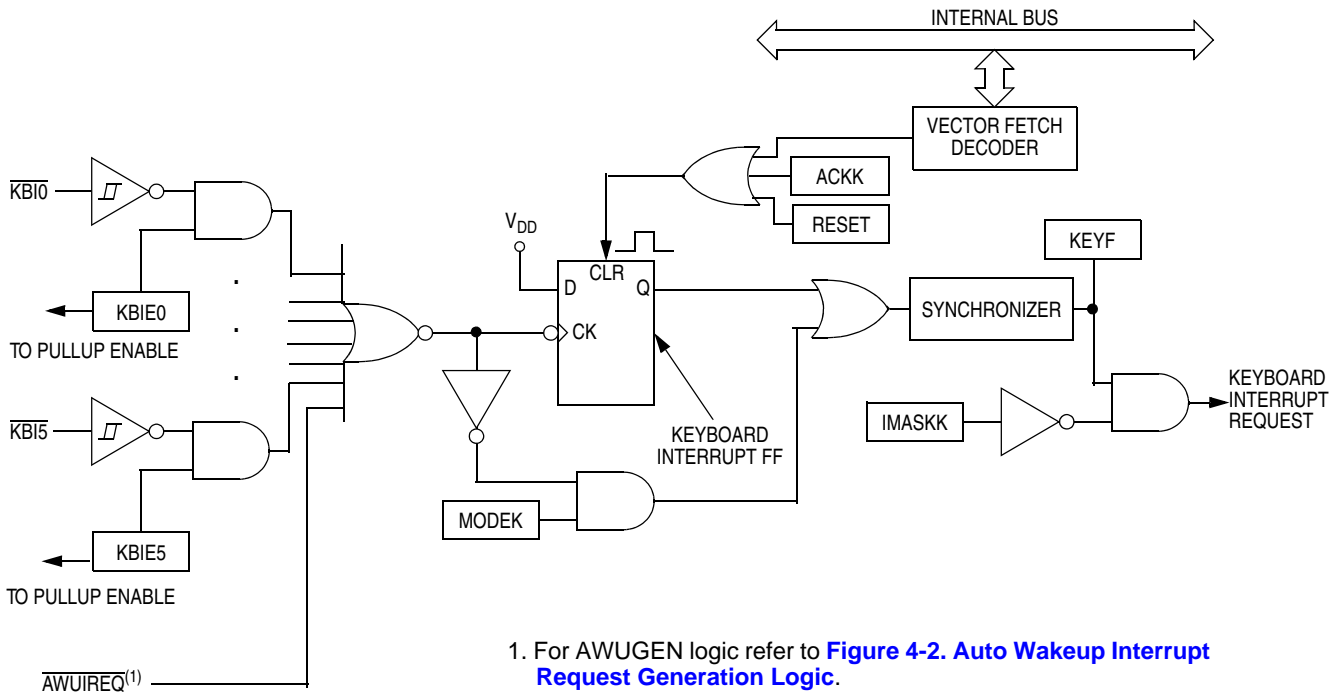 INTERNAL BUS
VECTOR FETCH
DECODER
ACKK
RESET
KBI0
VDD
KEYF
CLR
D
Q
CK
SYNCHRONIZER
KBIE0
TO PULLUP ENABLE
.
.
.
KBI5
KEYBOARD
INTERRUPT FF
IMASKK
KEYBOARD
INTERRUPT
REQUEST
MODEK
KBIE5
TO PULLUP ENABLE
AWUIREQ(1)
1. For AWUGEN logic refer to Figure 4-2. Auto Wakeup Interrupt
Request Generation Logic.